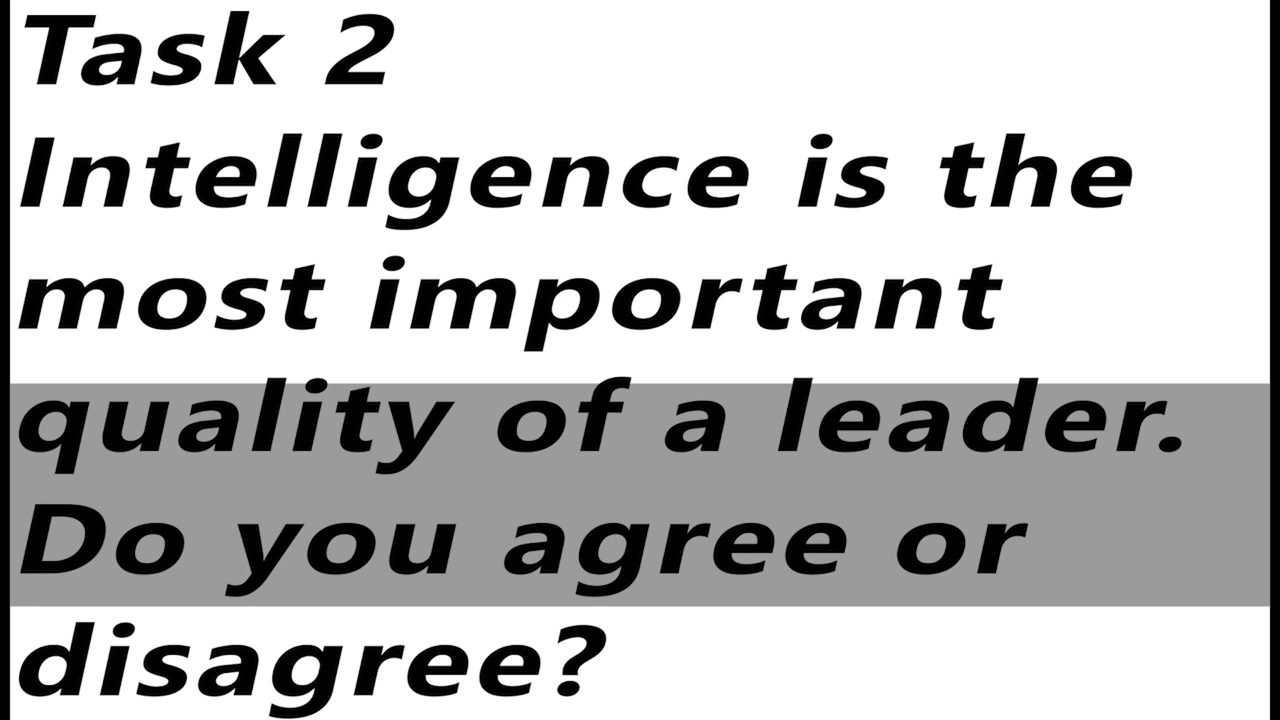 Task 2
Intelligence is the
most important
quality of a leader.
Do you agree or
disagree?